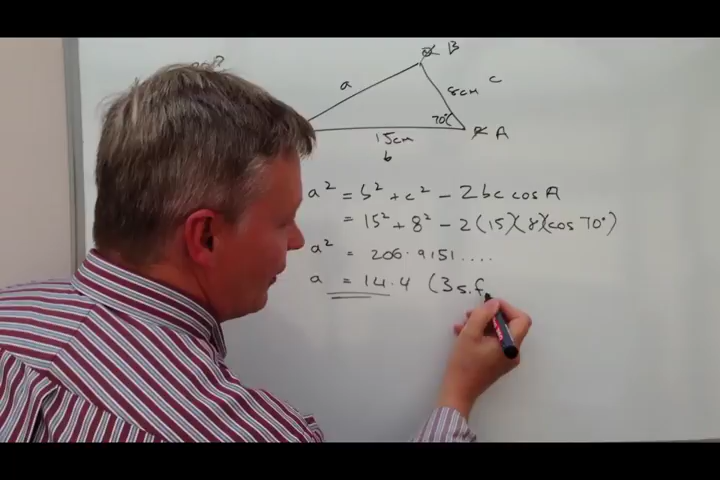 B
a
8cm c
70°
15cm
A
b
a² = b² + c² - 2bc cos A
= 15² + 8² - 2(15)(8)(cos 70°)
a² = 206.9151....
a = 14.4 (3 s.f